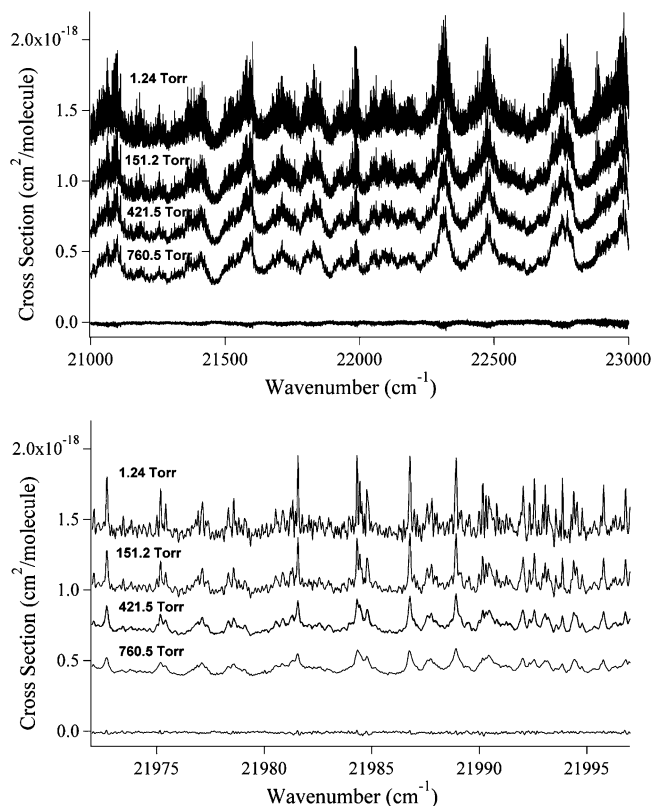 2.0x10⁻¹⁸
1.24 Torr
1.5
151.2 Torr
1.0
421.5 Torr
0.5
760.5 Torr
0.0
Cross Section (cm²/molecule)
21000 21500 22000 22500 23000
Wavenumber (cm⁻¹)
2.0x10⁻¹⁸
1.24 Torr
1.5
151.2 Torr
1.0
421.5 Torr
760.5 Torr
0.5
0.0
Cross Section (cm²/molecule)
21975 21980 21985 21990 21995
Wavenumber (cm⁻¹)